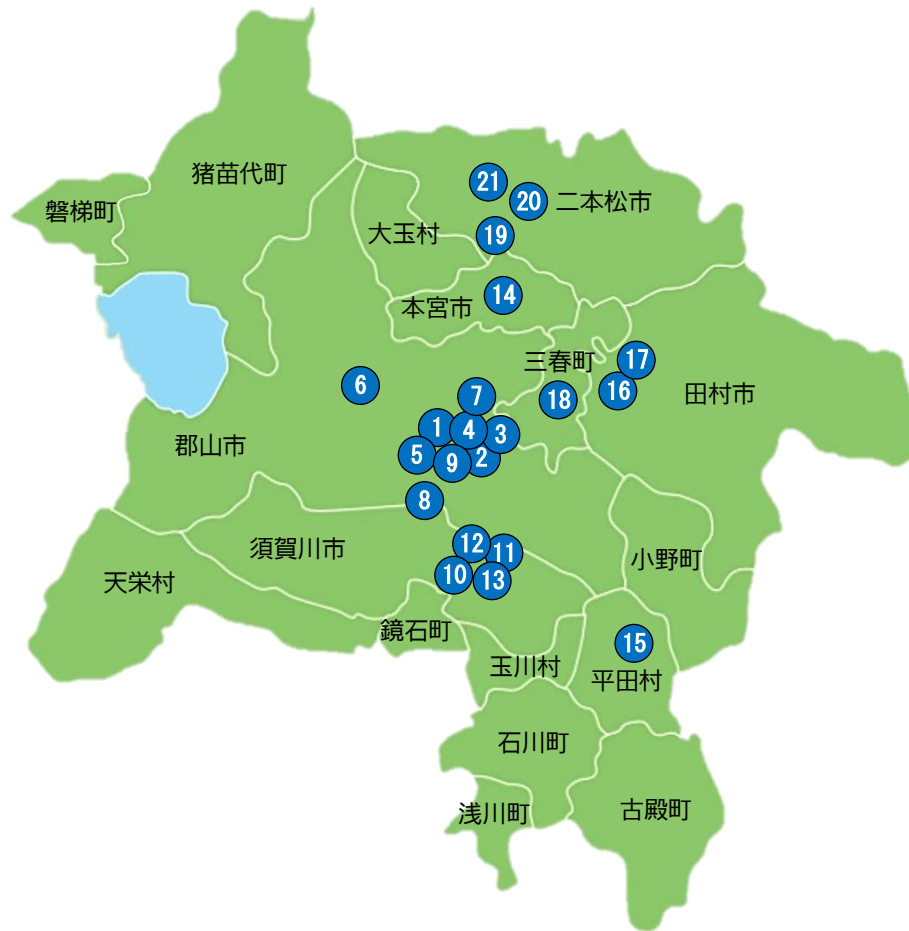 猪苗代町
磐梯町
21
20
二本松市
大玉村
19
本宮市
14
三春町
17
16
田村市
6
7
18
1
4
3
郡山市
5
9
2
8
須賀川市
12
11
小野町
天栄村
10
13
鏡石町
15
玉川村
平田村
石川町
浅川町
古殿町